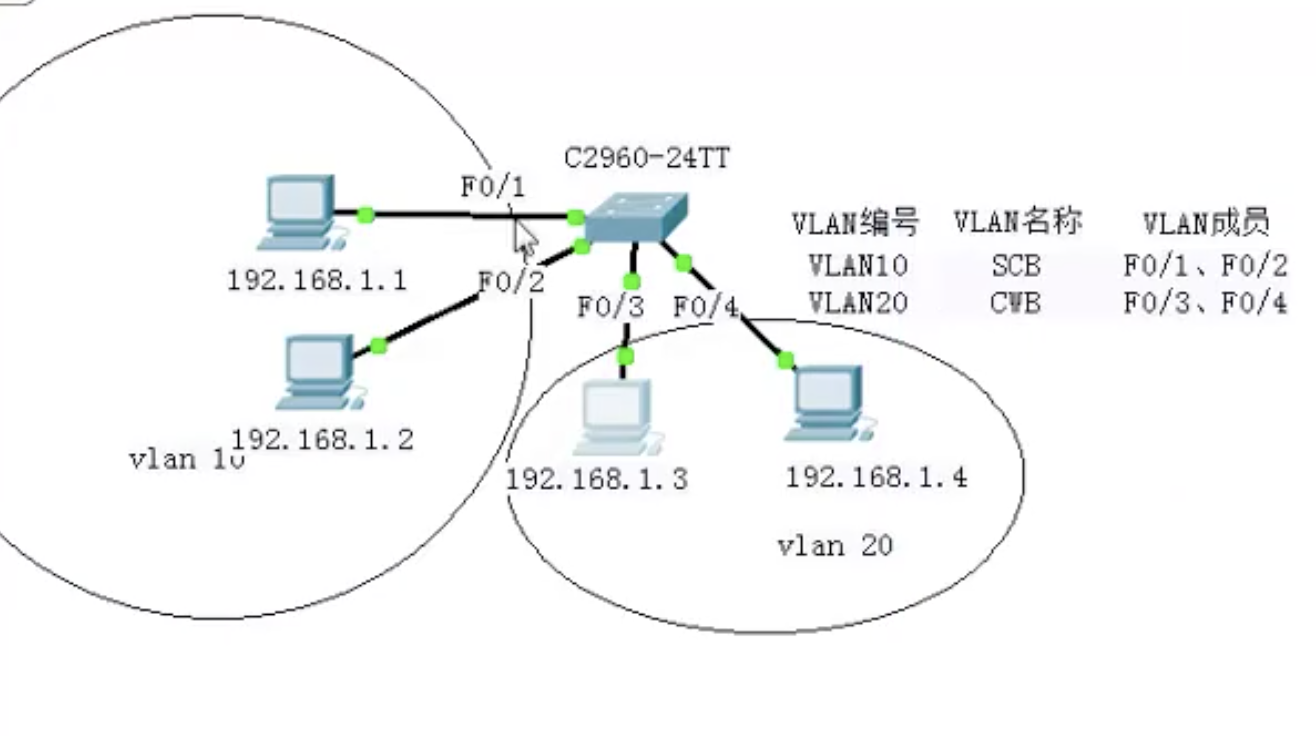 C2960-24TT
F0/1
VLAN编号 VLAN名称 VLAN成员
192.168.1.1
F0/2
VLAN10 SCB F0/1、F0/2
F0/3 F0/4
VLAN20 CWB F0/3、F0/4
192.168.1.2
vlan 10
192.168.1.3
192.168.1.4
vlan 20